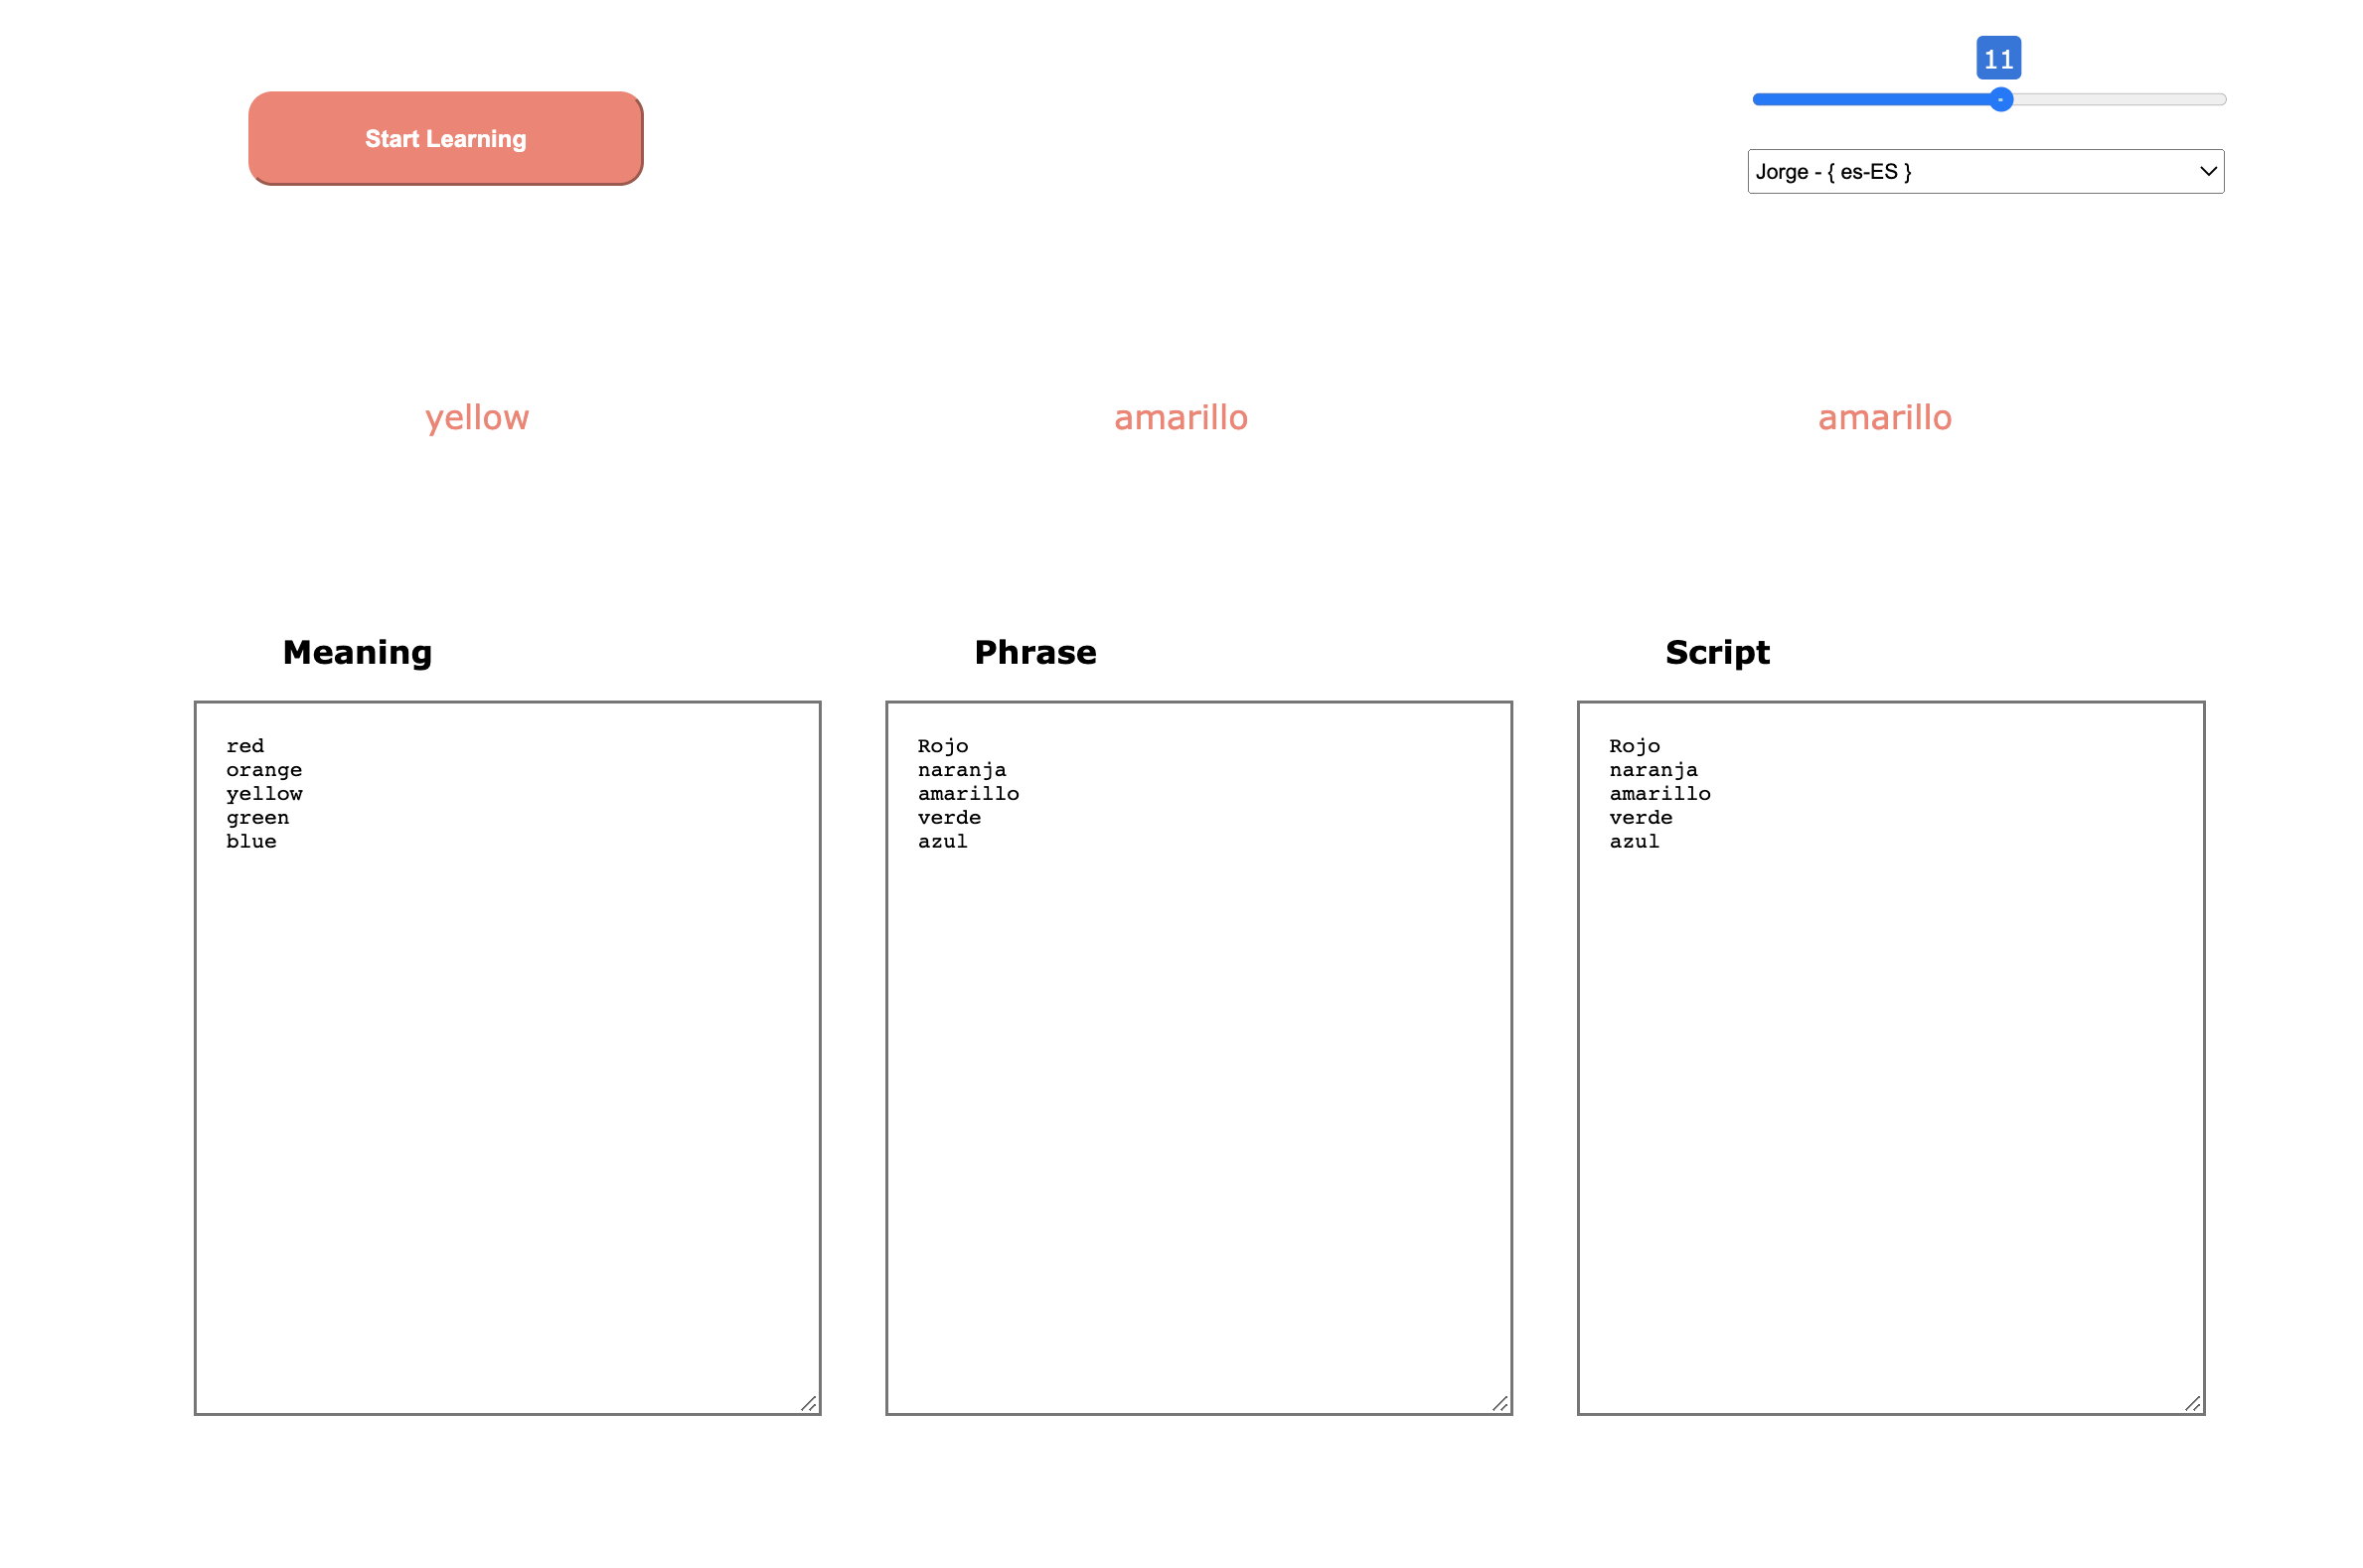 11
Start Learning
Jorge - { es-ES }
yellow
amarillo
amarillo
Meaning
Phrase
Script
red
orange
yellow
green
blue
Rojo
naranja
amarillo
verde
azul
Rojo
naranja
amarillo
verde
azul